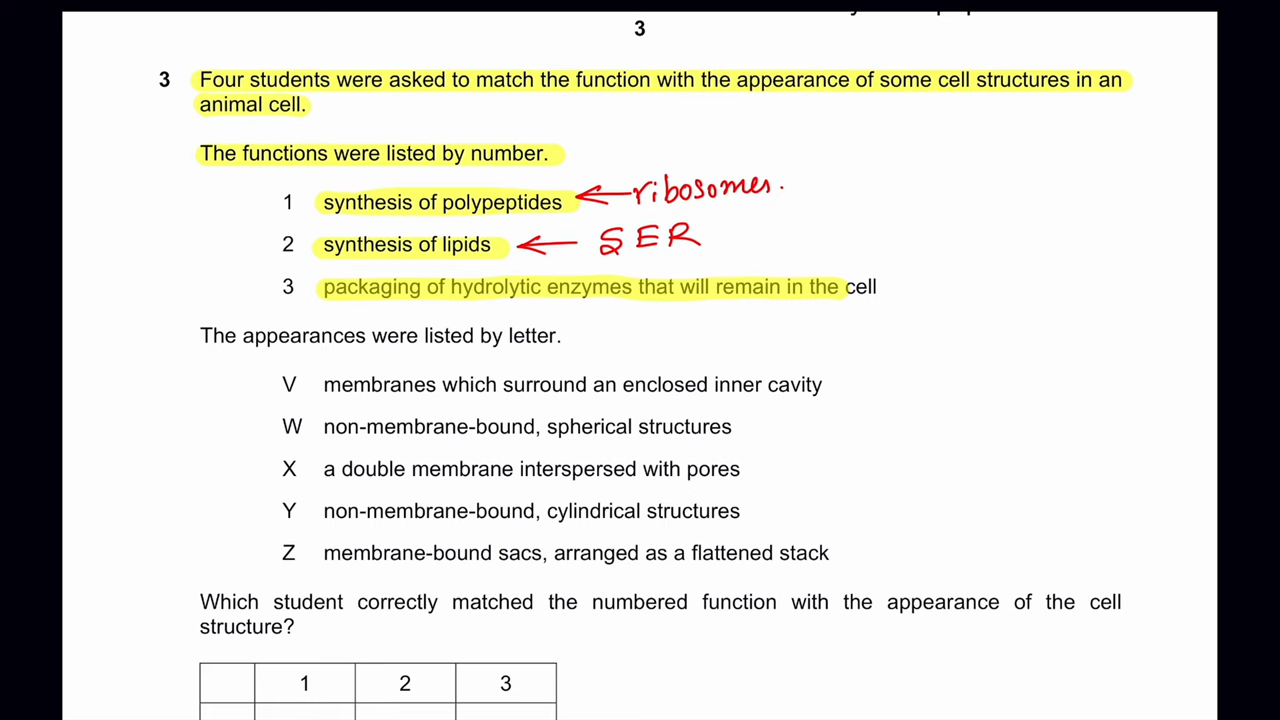 3
3 Four students were asked to match the function with the appearance of some cell structures in an
animal cell.
The functions were listed by number.
1 synthesis of polypeptides ← ribosomes.
2 synthesis of lipids ← SER
3 packaging of hydrolytic enzymes that will remain in the cell
The appearances were listed by letter.
V membranes which surround an enclosed inner cavity
W non-membrane-bound, spherical structures
X a double membrane interspersed with pores
Y non-membrane-bound, cylindrical structures
Z membrane-bound sacs, arranged as a flattened stack
Which student correctly matched the numbered function with the appearance of the cell
structure?
1 2 3